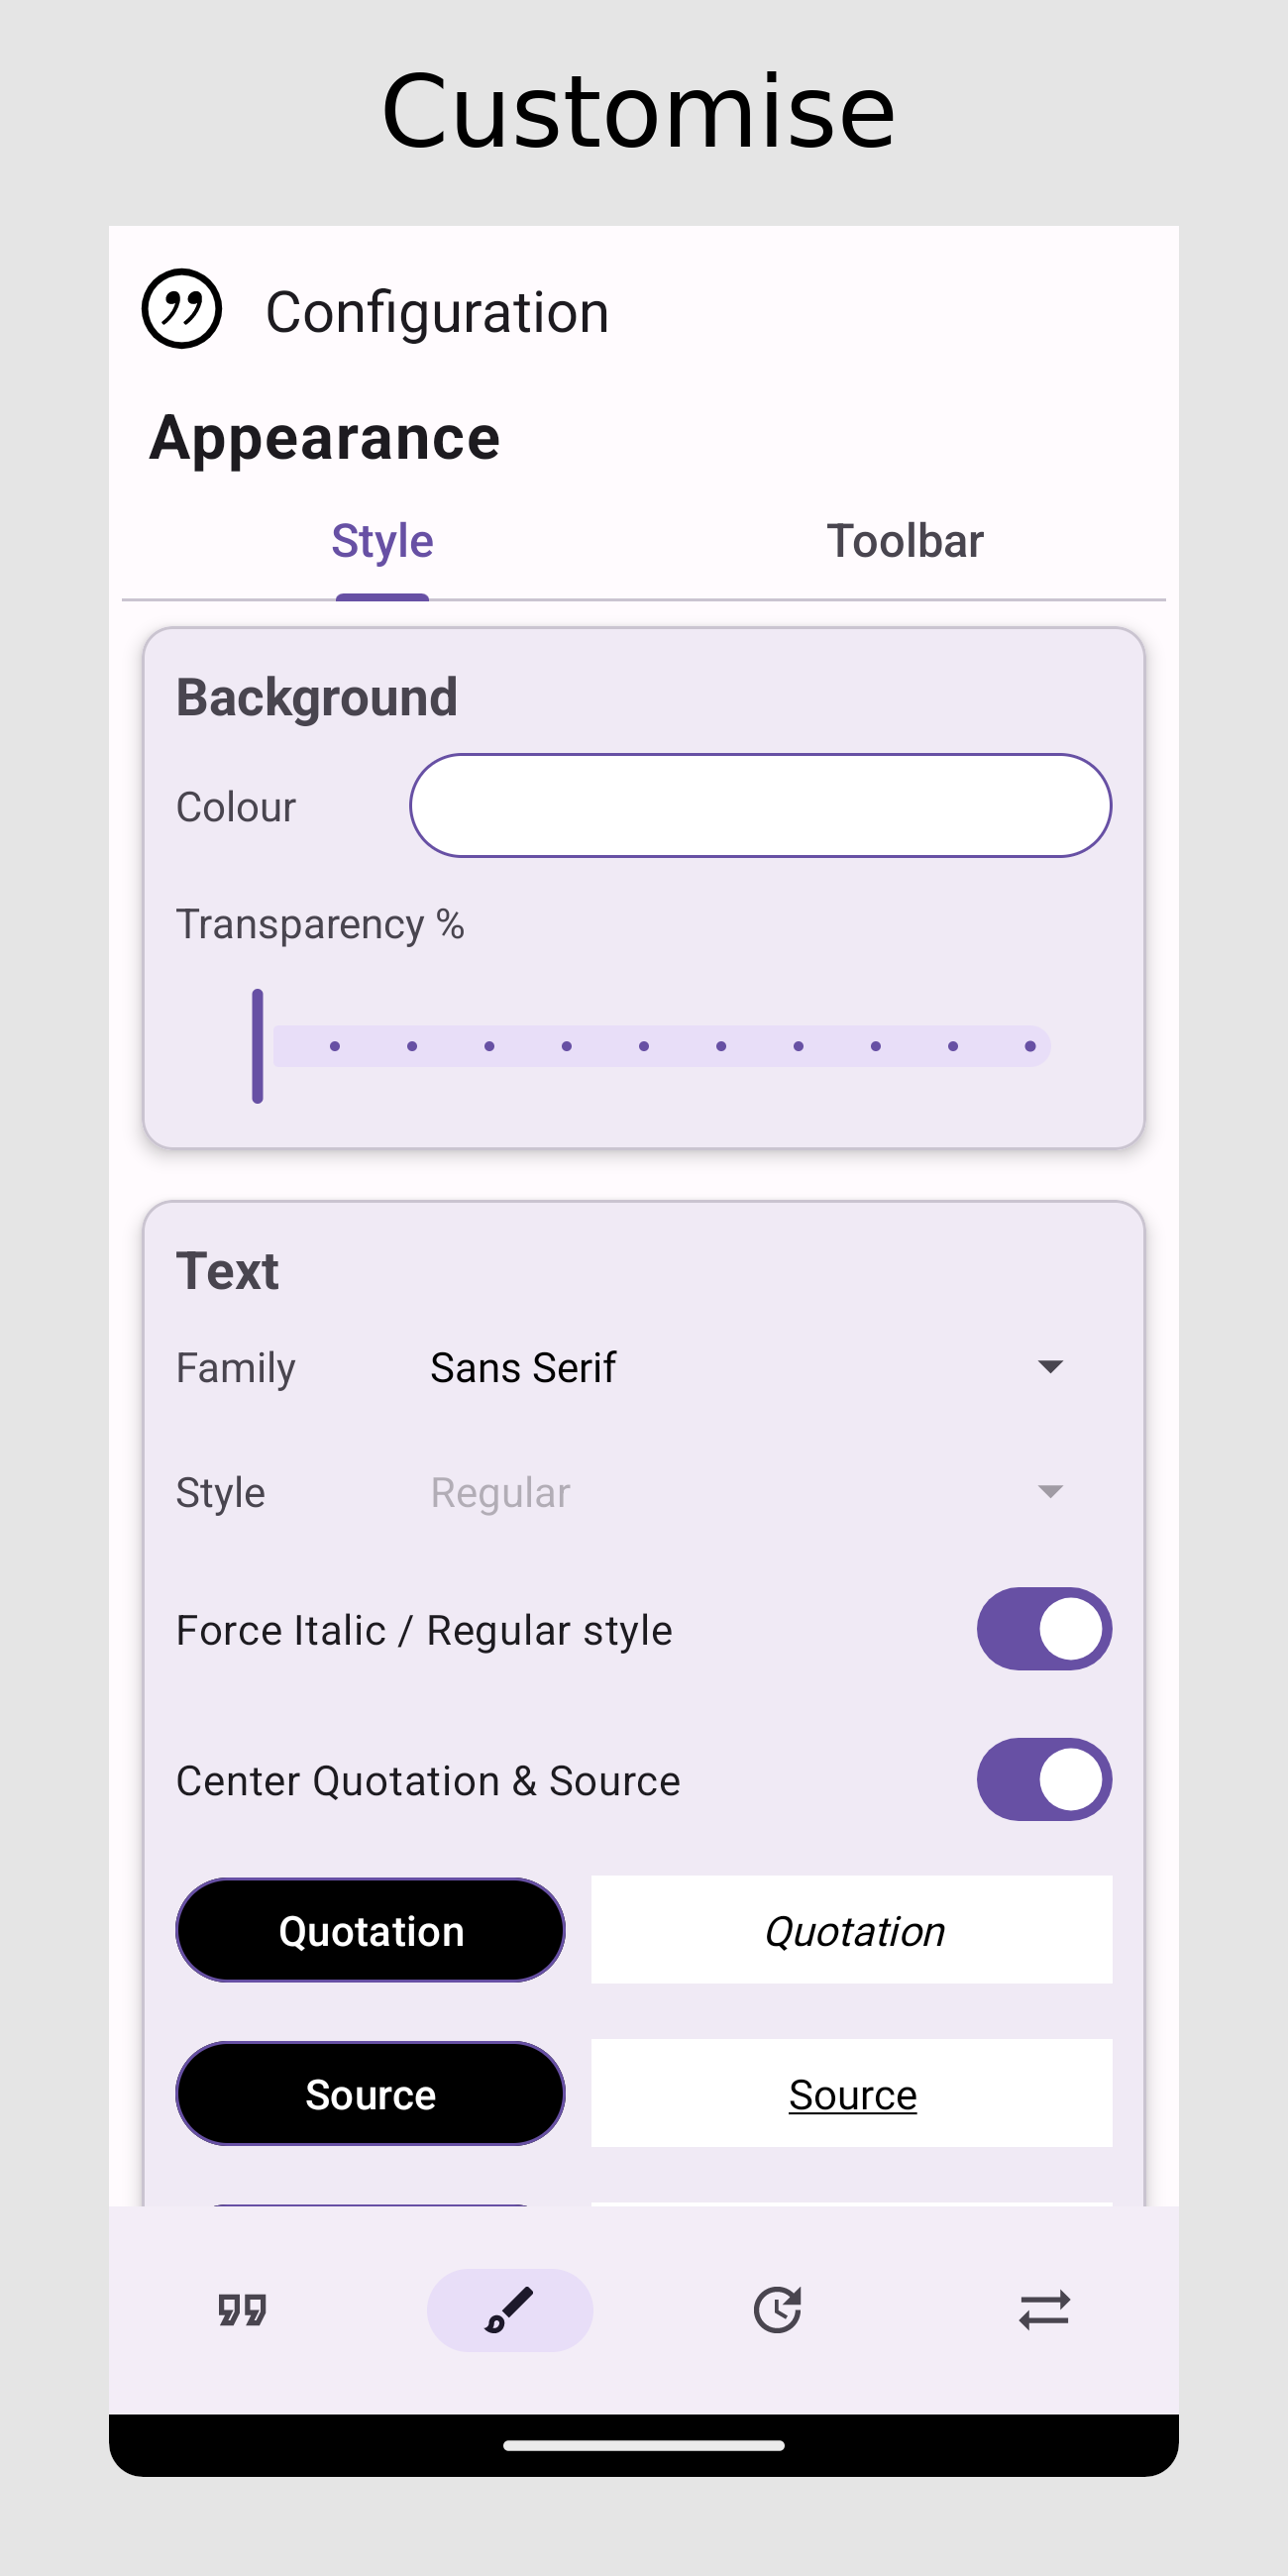 Customise
Configuration
Appearance
Style Toolbar
Background
Colour
Transparency %
Text
Family Sans Serif
Style Regular
Force Italic / Regular style
Center Quotation & Source
Quotation Quotation
Source Source